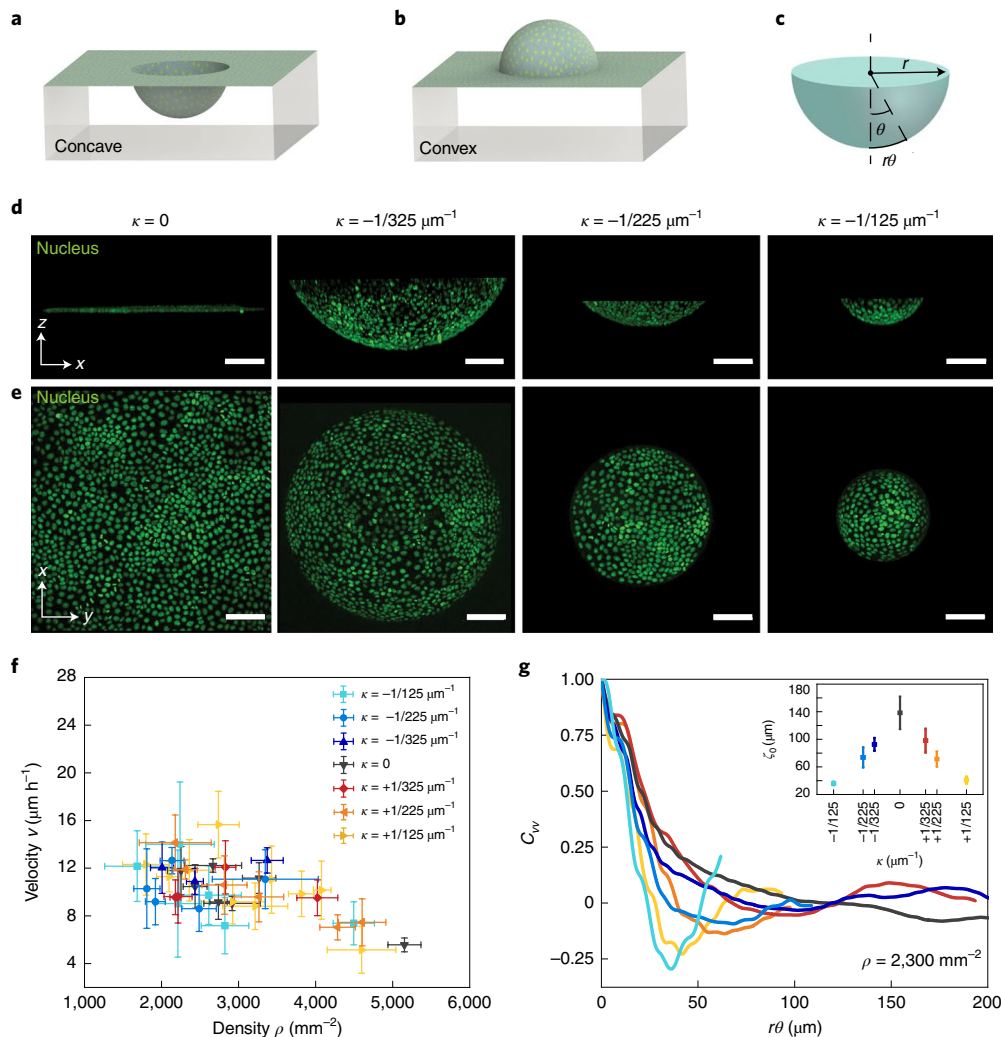 a
b
c
Concave
Convex
r
θ
rθ
d
κ = 0
κ = −1/325 μm⁻¹
κ = −1/225 μm⁻¹
κ = −1/125 μm⁻¹
Nucleus
z
x
e
Nucleus
x
y
f
Velocity v (μm h⁻¹)
28
24
20
16
12
8
4
1,000
2,000
3,000
4,000
5,000
6,000
Density ρ (mm⁻²)
κ = −1/125 μm⁻¹
κ = −1/225 μm⁻¹
κ = −1/325 μm⁻¹
κ = 0
κ = +1/325 μm⁻¹
κ = +1/225 μm⁻¹
κ = +1/125 μm⁻¹
g
Cvv
1.00
0.75
0.50
0.25
0
−0.25
0
50
100
150
200
rθ (μm)
ρ = 2,300 mm⁻²
ζ₀ (μm)
180
140
100
60
20
−1/125
−1/225
−1/325
0
+1/325
+1/225
+1/125
κ (μm⁻¹)